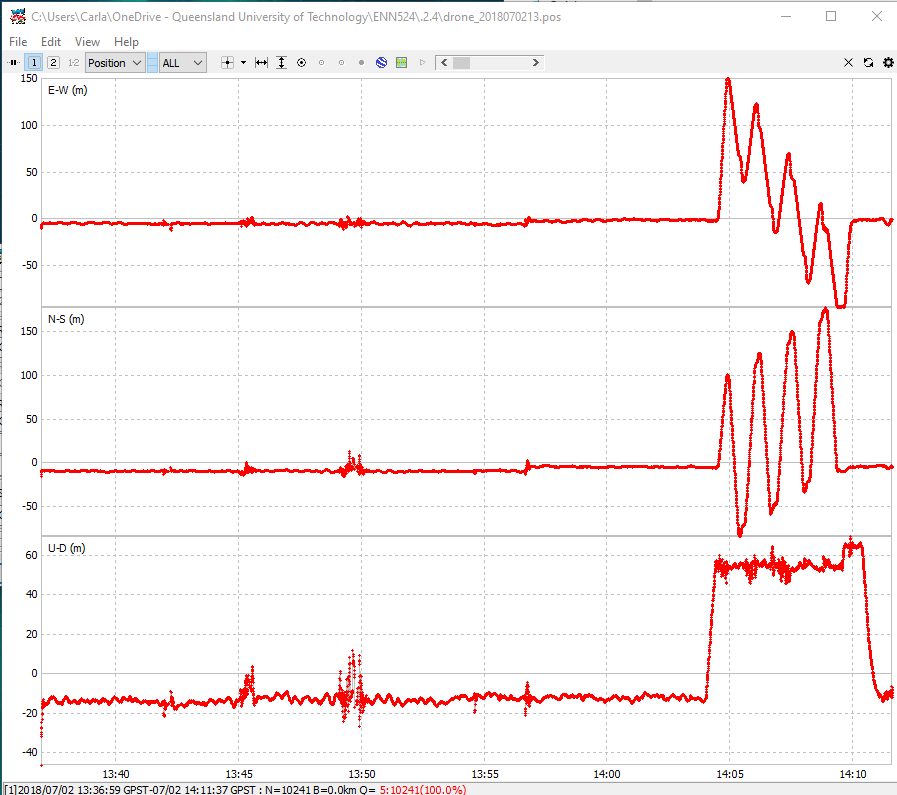 C:\Users\Carla\OneDrive - Queensland University of Technology\ENN524\.2.4\drone_2018070213.pos
File Edit View Help
1 2 1-2 Position ALL
E-W (m)
150
100
50
0
-50
N-S (m)
150
100
50
0
-50
U-D (m)
60
40
20
0
-20
-40
13:40 13:45 13:50 13:55 14:00 14:05 14:10
[1]2018/07/02 13:36:59 GPST-07/02 14:11:37 GPST : N=10241 B=0.0km Q= 5:10241(100.0%)